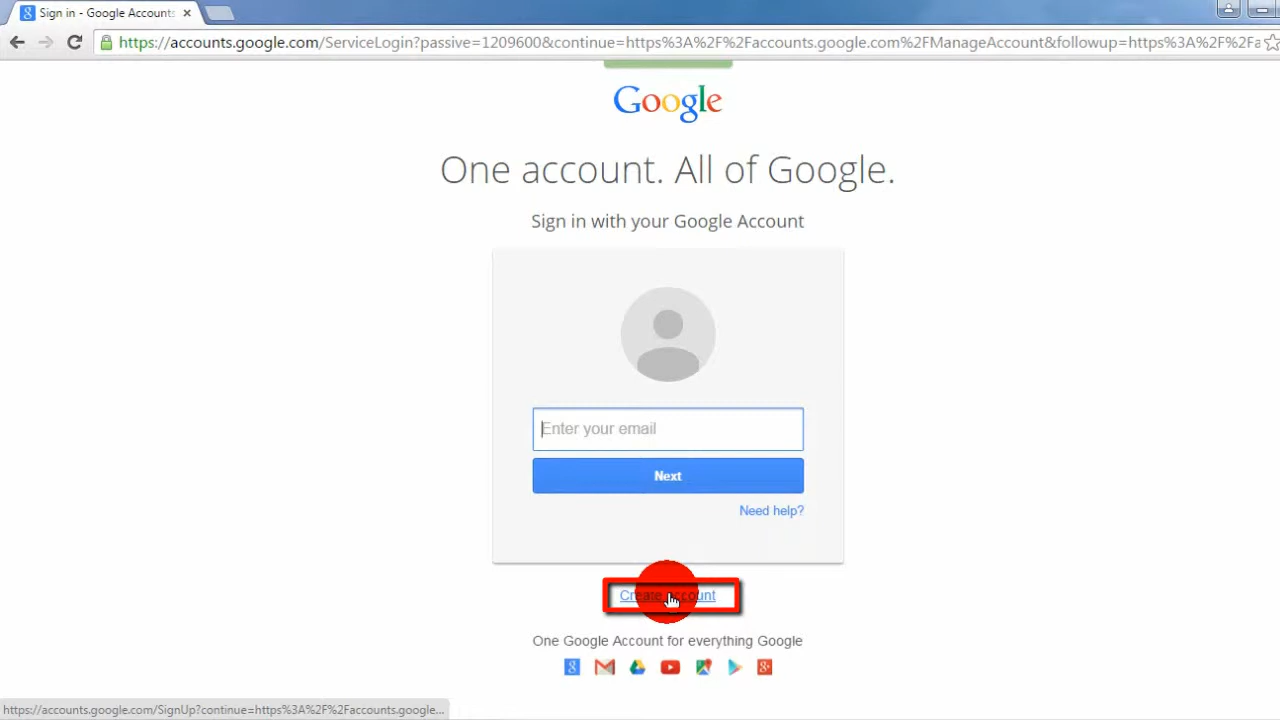 Sign in - Google Accounts
https://accounts.google.com/ServiceLogin?passive=1209600&continue=https%3A%2F%2Faccounts.google.com%2FManageAccount&followup=https%3A%2F%2Fa
Google
One account. All of Google.
Sign in with your Google Account
Enter your email
Next
Need help?
Create account
One Google Account for everything Google
https://accounts.google.com/SignUp?continue=https%3A%2F%2Faccounts.google...